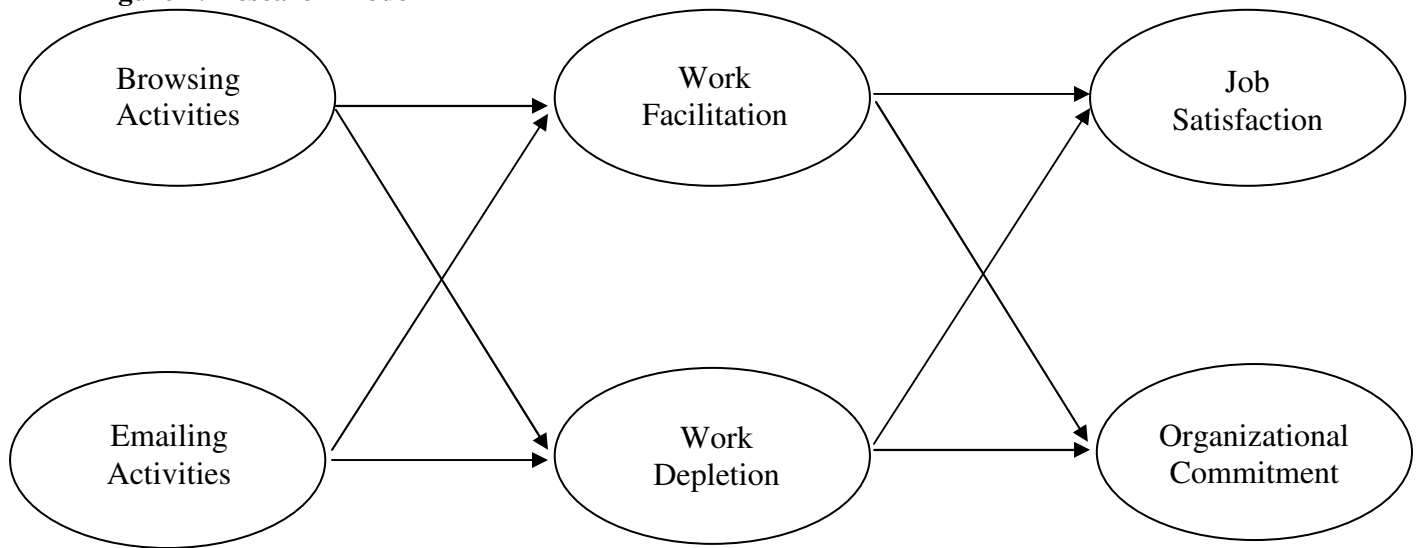 Browsing
Activities
Work
Facilitation
Job
Satisfaction
Emailing
Activities
Work
Depletion
Organizational
Commitment